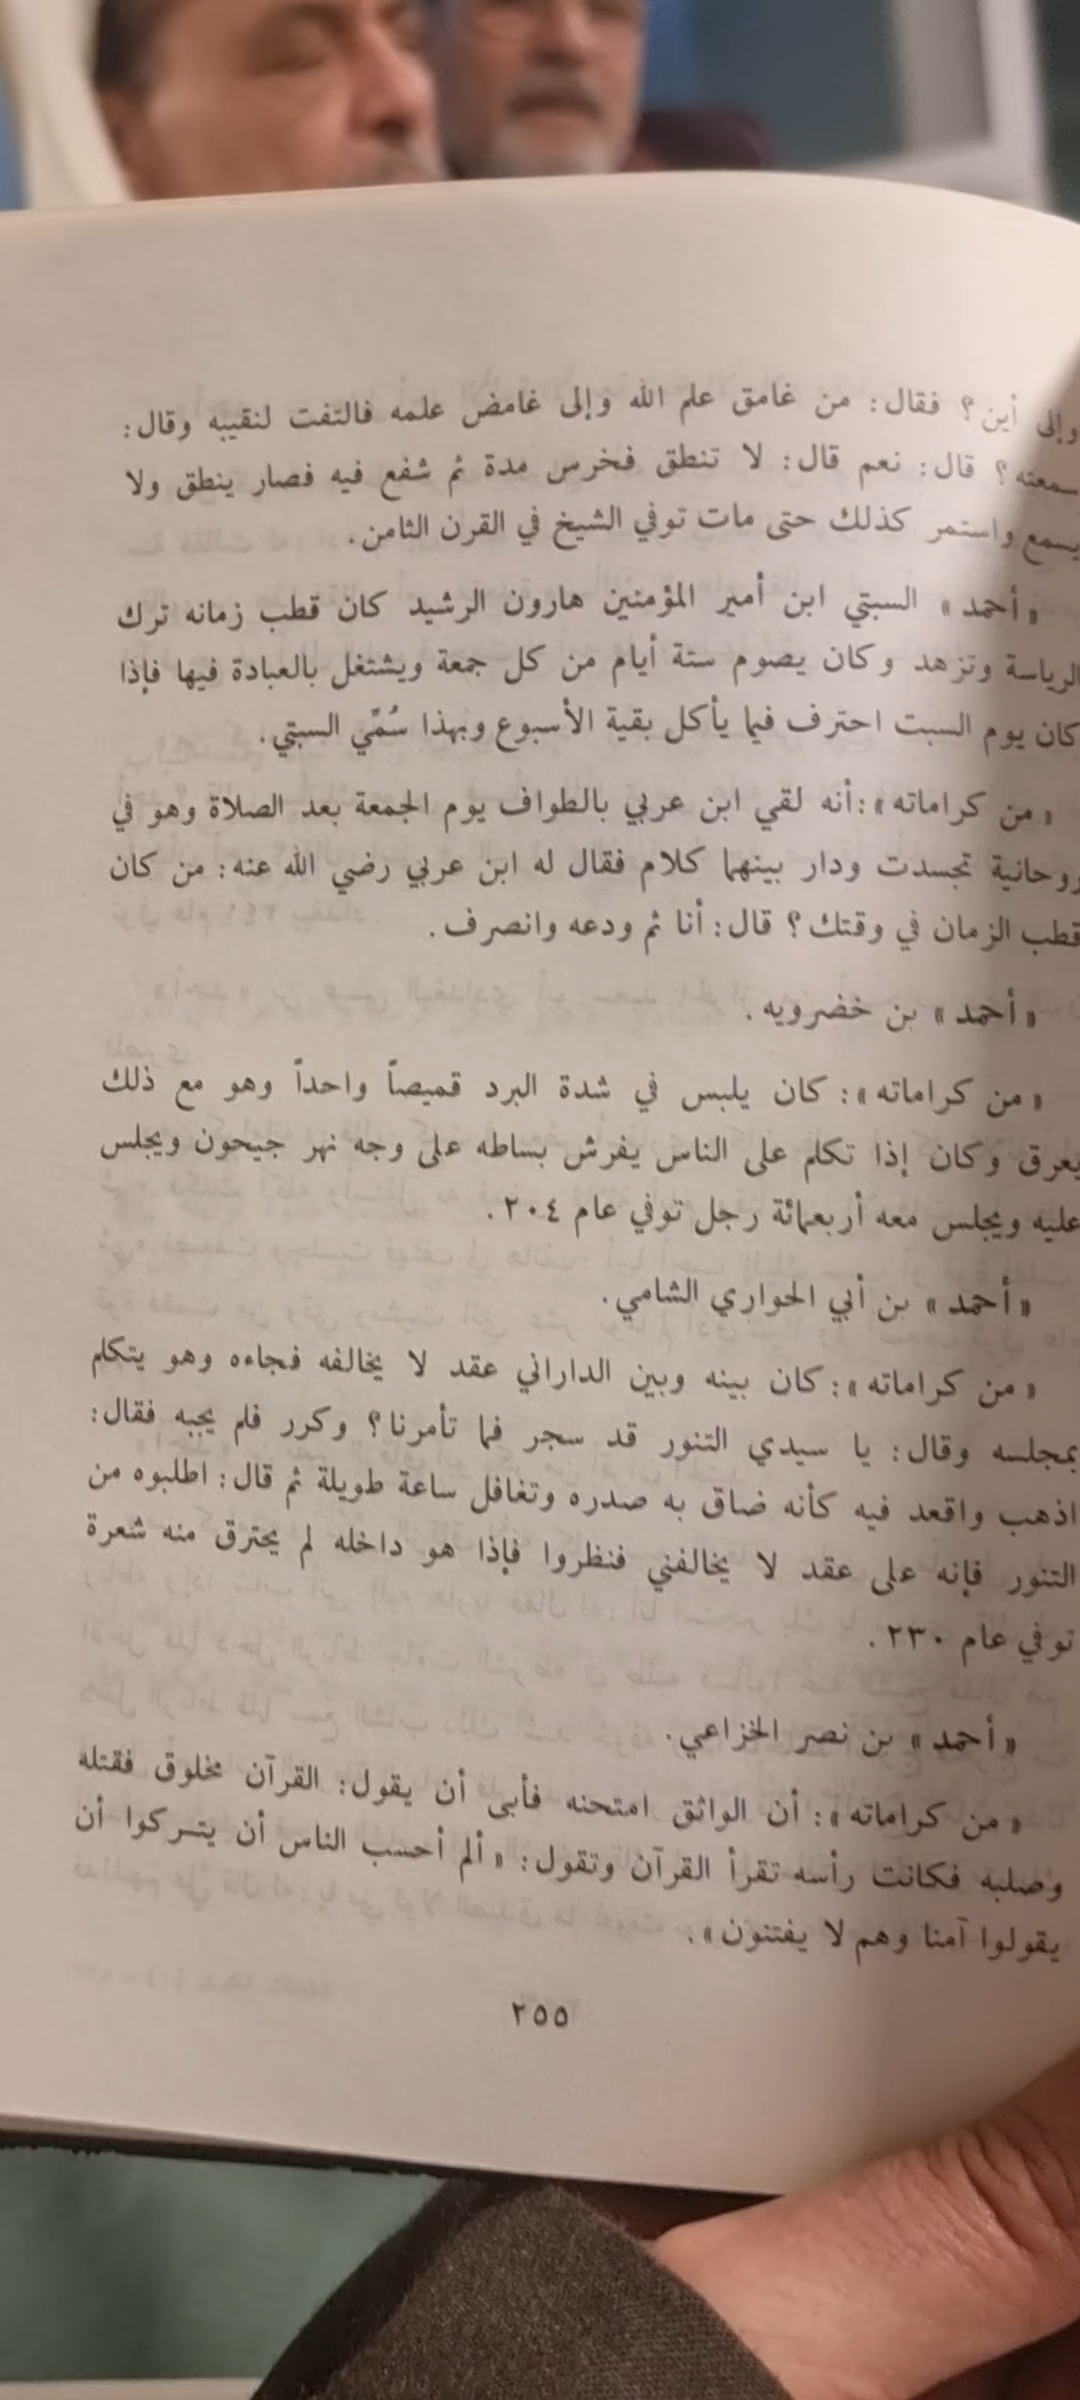 وإلى أين؟ فقال: من غامق علم الله وإلى غامض علمه فالتفت لنقيبه وقال:
سمعته؟ قال: نعم قال: لا تنطق فخرس مدة ثم شفع فيه فصار ينطق ولا
يسمع واستمر كذلك حتى مات توفي الشيخ في القرن الثامن.
«أحمد» السبتي ابن أمير المؤمنين هارون الرشيد كان قطب زمانه ترك
الرياسة وتزهد وكان يصوم ستة أيام من كل جمعة ويشتغل بالعبادة فيها فإذا
كان يوم السبت احترف فيما يأكل بقية الأسبوع وبهذا سُمِّي السبتي.
«من كراماته»: أنه لقي ابن عربي بالطواف يوم الجمعة بعد الصلاة وهو في
روحانية تجسدت ودار بينهما كلام فقال له ابن عربي رضي الله عنه: من كان
قطب الزمان في وقتك؟ قال: أنا ثم ودعه وانصرف.
«أحمد» بن خضرويه.
«من كراماته»: كان يلبس في شدة البرد قميصاً واحداً وهو مع ذلك
يعرق وكان إذا تكلم على الناس يفرش بساطه على وجه نهر جيحون ويجلس
عليه ويجلس معه أربعمائة رجل توفي عام ٢٠٤.
«أحمد» بن أبي الحواري الشامي.
«من كراماته»: كان بينه وبين الداراني عقد لا يخالفه فجاءه وهو يتكلم
بمجلسه وقال: يا سيدي التنور قد سجر فما تأمرنا؟ وكرر فلم يجبه فقال:
اذهب واقعد فيه كأنه ضاق به صدره وتغافل ساعة طويلة ثم قال: اطلبوه من
التنور فإنه على عقد لا يخالفني فنظروا فإذا هو داخله لم يحترق منه شعرة
توفي عام ٢٣٠.
«أحمد» بن نصر الخزاعي.
«من كراماته»: أن الواثق امتحنه فأبى أن يقول: القرآن مخلوق فقتله
وصلبه فكانت رأسه تقرأ القرآن وتقول: «ألم أحسب الناس أن يتركوا أن
يقولوا آمنا وهم لا يفتنون».
٢٥٥